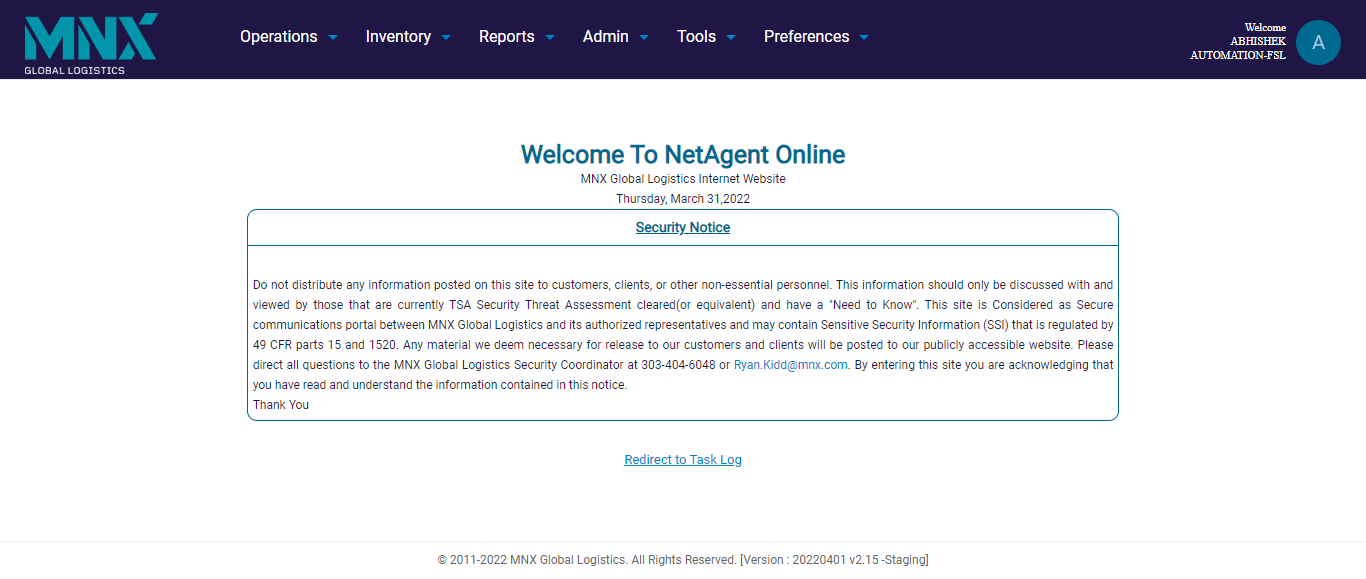 MNX
GLOBAL LOGISTICS
Operations Inventory Reports Admin Tools Preferences
Welcome
ABHISHEK
AUTOMATION-FSL
A
Welcome To NetAgent Online
MNX Global Logistics Internet Website
Thursday, March 31,2022
Security Notice
Do not distribute any information posted on this site to customers, clients, or other non-essential personnel. This information should only be discussed with and
viewed by those that are currently TSA Security Threat Assessment cleared(or equivalent) and have a "Need to Know". This site is Considered as Secure
communications portal between MNX Global Logistics and its authorized representatives and may contain Sensitive Security Information (SSI) that is regulated by
49 CFR parts 15 and 1520. Any material we deem necessary for release to our customers and clients will be posted to our publicly accessible website. Please
direct all questions to the MNX Global Logistics Security Coordinator at 303-404-6048 or Ryan.Kidd@mnx.com. By entering this site you are acknowledging that
you have read and understand the information contained in this notice.
Thank You
Redirect to Task Log
© 2011-2022 MNX Global Logistics. All Rights Reserved. [Version : 20220401 v2.15 -Staging]